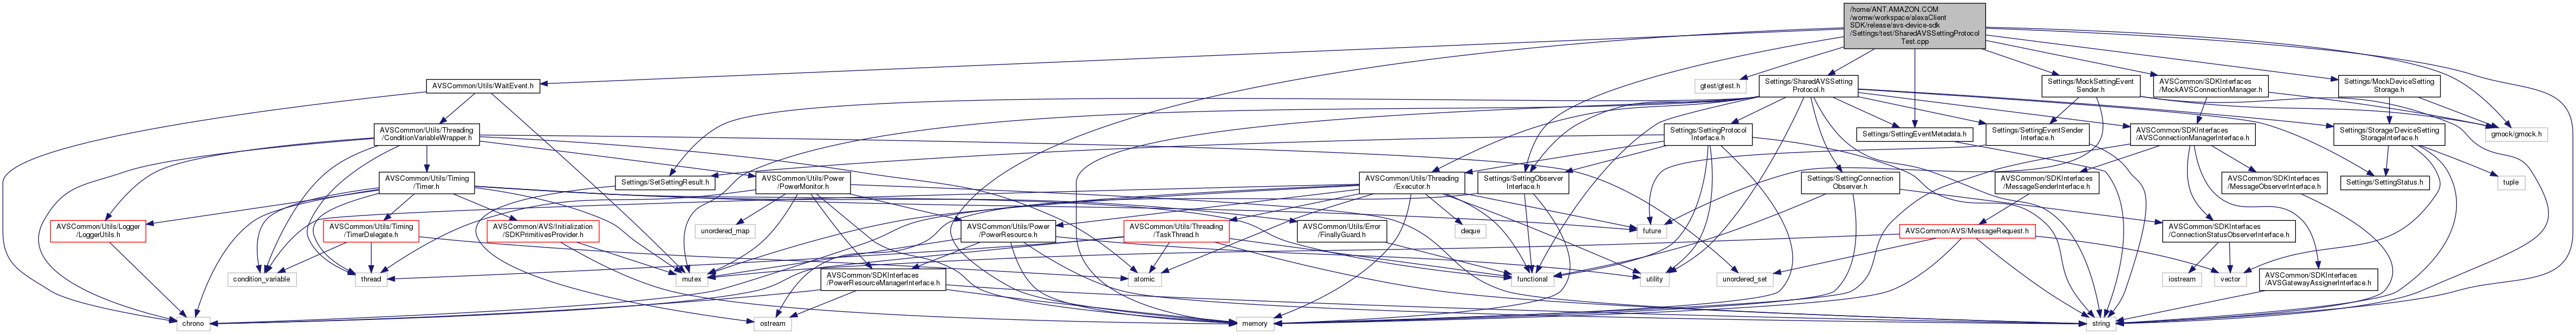 /home/ANT.AMAZON.COM
/womw/workspace/alexaClient
SDK/release/avs-device-sdk
/Settings/test/SharedAVSSettingProtocol
Test.cpp
AVSCommon/Utils/WaitEvent.h
gtest/gtest.h
Settings/SharedAVSSetting
Protocol.h
Settings/MockSettingEvent
Sender.h
AVSCommon/SDKInterfaces
/MockAVSConnectionManager.h
Settings/MockDeviceSetting
Storage.h
AVSCommon/Utils/Threading
/ConditionVariableWrapper.h
Settings/SettingProtocol
Interface.h
Settings/SettingEventMetadata.h
Settings/SettingEventSender
Interface.h
AVSCommon/SDKInterfaces
/AVSConnectionManagerInterface.h
Settings/Storage/DeviceSetting
StorageInterface.h
gmock/gmock.h
AVSCommon/Utils/Timing
/Timer.h
Settings/SetSettingResult.h
AVSCommon/Utils/Power
/PowerMonitor.h
AVSCommon/Utils/Threading
/Executor.h
Settings/SettingObserver
Interface.h
Settings/SettingConnection
Observer.h
AVSCommon/SDKInterfaces
/MessageSenderInterface.h
AVSCommon/SDKInterfaces
/MessageObserverInterface.h
Settings/SettingStatus.h
tuple
AVSCommon/Utils/Logger
/LoggerUtils.h
AVSCommon/Utils/Timing
/TimerDelegate.h
AVSCommon/AVS/Initialization
/SDKPrimitivesProvider.h
unordered_map
AVSCommon/Utils/Power
/PowerResource.h
AVSCommon/Utils/Threading
/TaskThread.h
AVSCommon/Utils/Error
/FinallyGuard.h
deque
future
AVSCommon/AVS/MessageRequest.h
AVSCommon/SDKInterfaces
/ConnectionStatusObserverInterface.h
condition_variable
thread
mutex
AVSCommon/SDKInterfaces
/PowerResourceManagerInterface.h
atomic
functional
utility
unordered_set
iostream
vector
AVSCommon/SDKInterfaces
/AVSGatewayAssignerInterface.h
chrono
ostream
memory
string